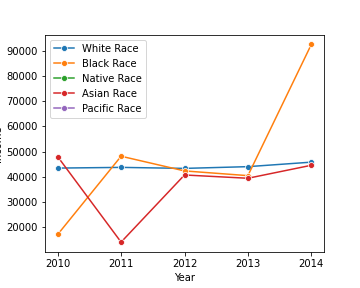 White Race
Black Race
Native Race
Asian Race
Pacific Race
90000
80000
70000
60000
50000
40000
30000
20000
2010 2011 2012 2013 2014
Year